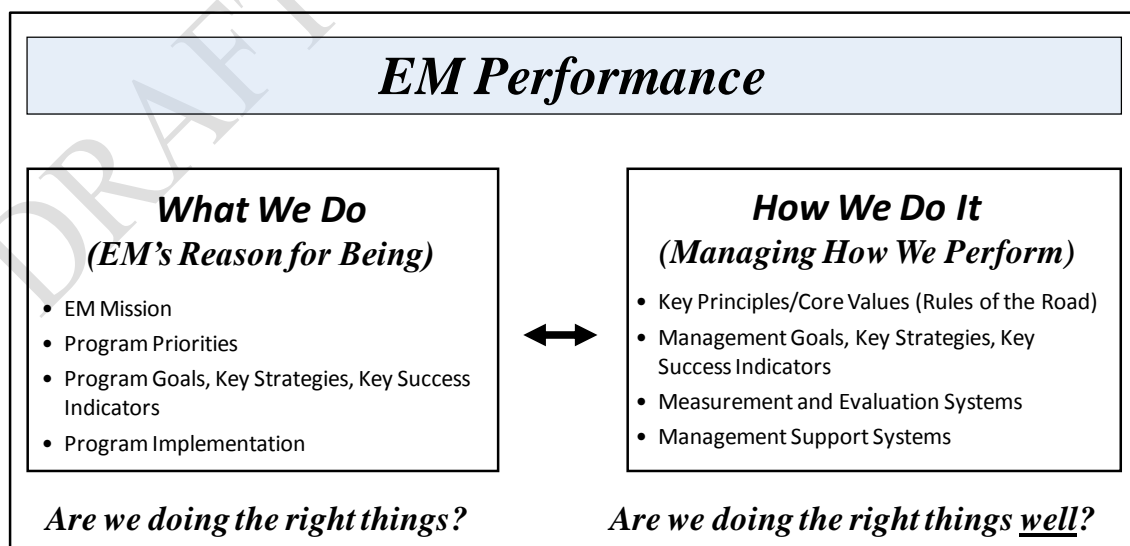 DRAFT
EM Performance
What We Do
(EM’s Reason for Being)
• EM Mission
• Program Priorities
• Program Goals, Key Strategies, Key Success
Indicators
• Program Implementation
How We Do It
(Managing How We Perform)
• Key Principles/Core Values (Rules of the Road)
• Management Goals, Key Strategies, Key
Success Indicators
• Measurement and Evaluation Systems
• Management Support Systems
Are we doing the right things?
Are we doing the right things well?